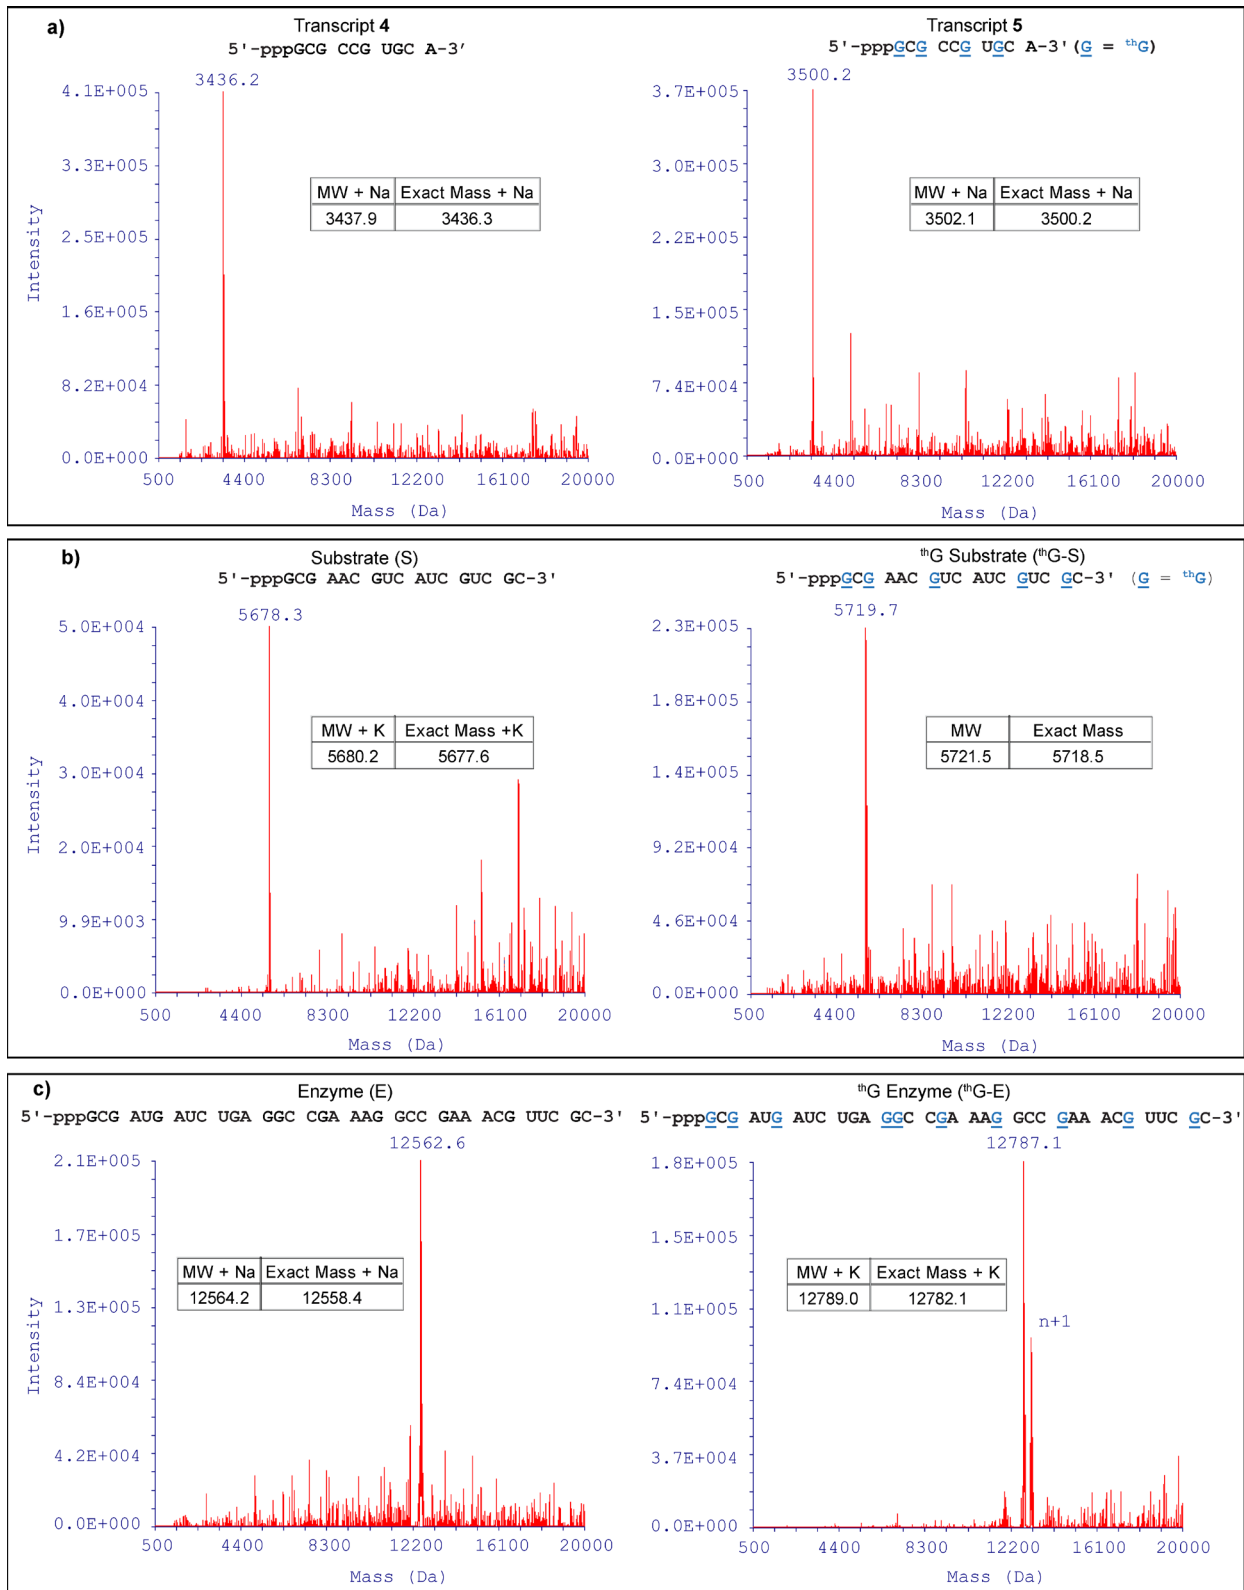 a)
Transcript 4
5'-pppGCG CCG UGC A-3'
3436.2
4.1E+005
3.3E+005
2.5E+005
1.6E+005
8.2E+004
0.0E+000
Intensity
MW + Na Exact Mass + Na
3437.9 3436.3
500 4400 8300 12200 16100 20000
Mass (Da)
Transcript 5
5'-pppGCG CCG UGC A-3' (G = thG)
3500.2
3.7E+005
3.0E+005
2.2E+005
1.5E+005
7.4E+004
0.0E+000
MW + Na Exact Mass + Na
3502.1 3500.2
500 4400 8300 12200 16100 20000
Mass (Da)
b)
Substrate (S)
5'-pppGCG AAC GUC AUC GUC GC-3'
5678.3
5.0E+004
4.0E+004
3.0E+004
2.0E+004
9.9E+003
0.0E+000
Intensity
MW + K Exact Mass +K
5680.2 5677.6
500 4400 8300 12200 16100 20000
Mass (Da)
thG Substrate (thG-S)
5'-pppGCG AAC GUC AUC GUC GC-3' (G = thG)
5719.7
2.3E+005
1.8E+005
1.4E+005
9.2E+004
4.6E+004
0.0E+000
MW Exact Mass
5721.5 5718.5
500 4400 8300 12200 16100 20000
Mass (Da)
c)
Enzyme (E)
5'-pppGCG AUG AUC UGA GGC CGA AAG GCC GAA ACG UUC GC-3'
12562.6
2.1E+005
1.7E+005
1.3E+005
8.4E+004
4.2E+004
0.0E+000
Intensity
MW + Na Exact Mass + Na
12564.2 12558.4
500 4400 8300 12200 16100 20000
Mass (Da)
thG Enzyme (thG-E)
5'-pppGCG AUG AUC UGA GGC CGA AAG GCC GAA ACG UUC GC-3'
12787.1
1.8E+005
1.5E+005
1.1E+005
7.4E+004
3.7E+004
0.0E+000
MW + K Exact Mass + K
12789.0 12782.1
n+1
500 4400 8300 12200 16100 20000
Mass (Da)